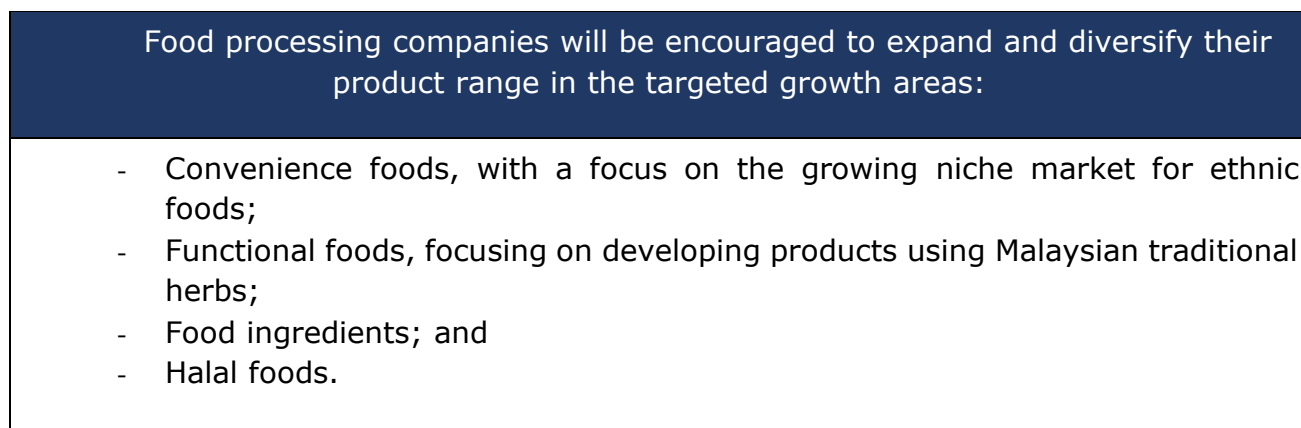 Food processing companies will be encouraged to expand and diversify their
product range in the targeted growth areas:
- Convenience foods, with a focus on the growing niche market for ethnic
foods;
- Functional foods, focusing on developing products using Malaysian traditional
herbs;
- Food ingredients; and
- Halal foods.